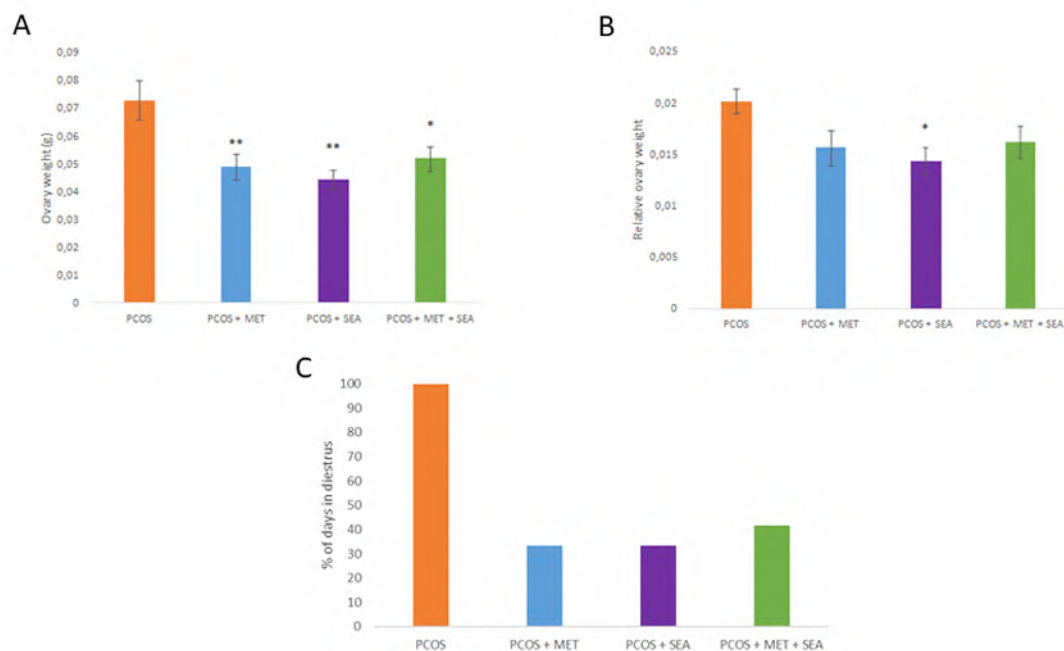 A
Ovary weight (g)
0,09
0,08
0,07
0,06
0,05
0,04
0,03
0,02
0,01
0
**
**
*
PCOS
PCOS + MET
PCOS + SEA
PCOS + MET + SEA
B
Relative ovary weight
0,025
0,02
0,015
0,01
0,005
0
*
PCOS
PCOS + MET
PCOS + SEA
PCOS + MET + SEA
C
% of days in diestrus
100
90
80
70
60
50
40
30
20
10
0
PCOS
PCOS + MET
PCOS + SEA
PCOS + MET + SEA